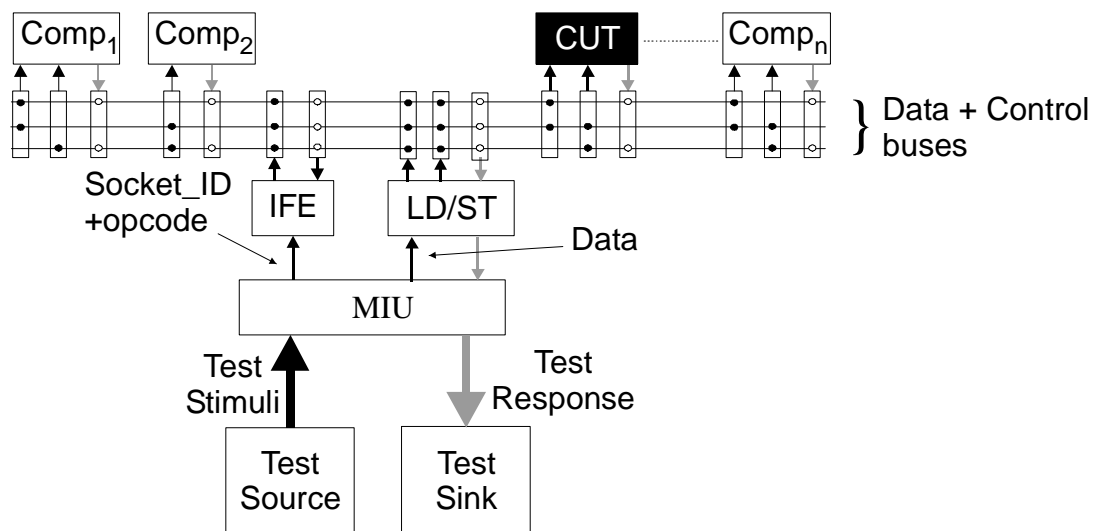 Comp1
Comp2
CUT
Compn
} Data + Control
buses
Socket_ID
+opcode
IFE
LD/ST
Data
MIU
Test
Stimuli
Test
Response
Test
Source
Test
Sink